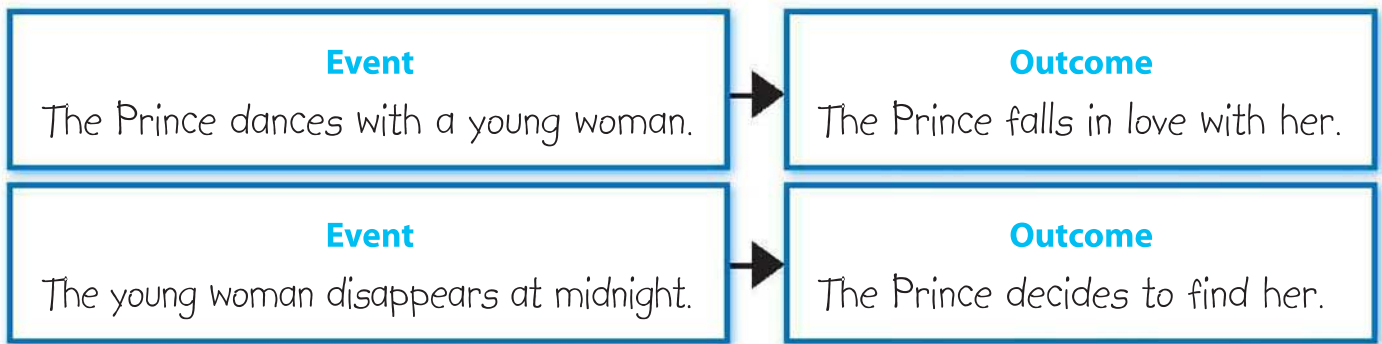 Event
The Prince dances with a young woman.
Outcome
The Prince falls in love with her.
Event
The young woman disappears at midnight.
Outcome
The Prince decides to find her.